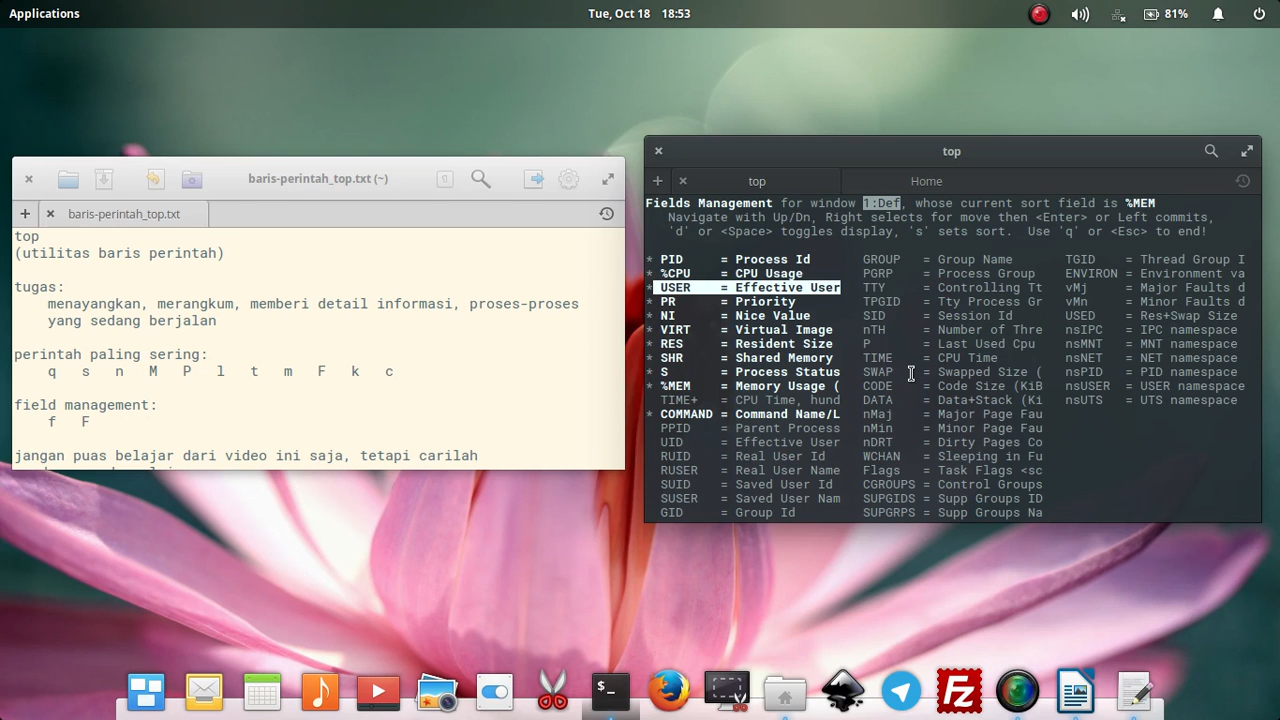 Applications
Tue, Oct 18 18:53
81%
baris-perintah_top.txt (~)
baris-perintah_top.txt
top
(utilitas baris perintah)
tugas:
menayangkan, merangkum, memberi detail informasi, proses-proses
yang sedang berjalan
perintah paling sering:
q s n M P l t m F k c
field management:
f F
jangan puas belajar dari video ini saja, tetapi carilah
top
top
Home
Fields Management for window 1:Def, whose current sort field is %MEM
Navigate with Up/Dn, Right selects for move then <Enter> or Left commits,
'd' or <Space> toggles display, 's' sets sort. Use 'q' or <Esc> to end!
* PID = Process Id GROUP = Group Name TGID = Thread Group I
* %CPU = CPU Usage PGRP = Process Group ENVIRON = Environment va
* USER = Effective User TTY = Controlling Tt vMj = Major Faults d
* PR = Priority TPGID = Tty Process Gr vMn = Minor Faults d
* NI = Nice Value SID = Session Id USED = Res+Swap Size
* VIRT = Virtual Image nTH = Number of Thre nsIPC = IPC namespace
* RES = Resident Size P = Last Used Cpu nsMNT = MNT namespace
* SHR = Shared Memory TIME = CPU Time nsNET = NET namespace
* S = Process Status SWAP = Swapped Size ( nsPID = PID namespace
* %MEM = Memory Usage ( CODE = Code Size (KiB nsUSER = USER namespace
TIME+ = CPU Time, hund DATA = Data+Stack (Ki nsUTS = UTS namespace
* COMMAND = Command Name/L nMaj = Major Page Fau
PPID = Parent Process nMin = Minor Page Fau
UID = Effective User nDRT = Dirty Pages Co
RUID = Real User Id WCHAN = Sleeping in Fu
RUSER = Real User Name Flags = Task Flags <sc
SUID = Saved User Id CGROUPS = Control Groups
SUSER = Saved User Nam SUPGIDS = Supp Groups ID
GID = Group Id SUPGRPS = Supp Groups Na
Fz